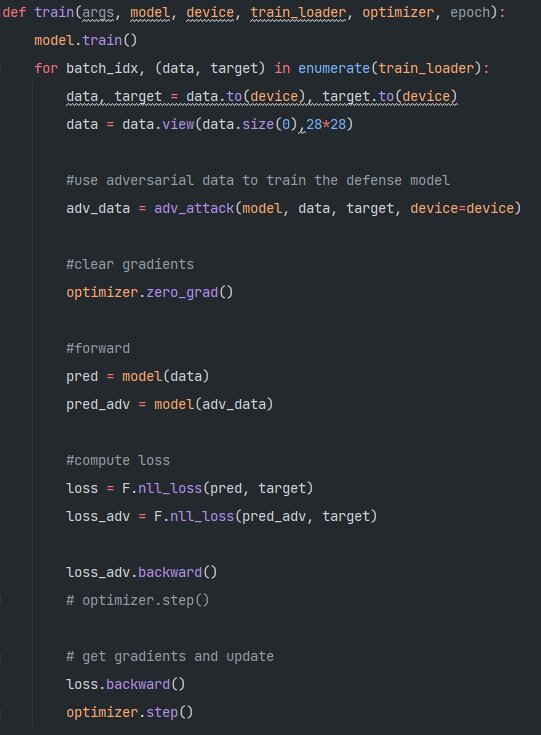 def train(args, model, device, train_loader, optimizer, epoch):
model.train()
for batch_idx, (data, target) in enumerate(train_loader):
data, target = data.to(device), target.to(device)
data = data.view(data.size(0),28*28)
#use adversarial data to train the defense model
adv_data = adv_attack(model, data, target, device=device)
#clear gradients
optimizer.zero_grad()
#forward
pred = model(data)
pred_adv = model(adv_data)
#compute loss
loss = F.nll_loss(pred, target)
loss_adv = F.nll_loss(pred_adv, target)
loss_adv.backward()
# optimizer.step()
# get gradients and update
loss.backward()
optimizer.step()